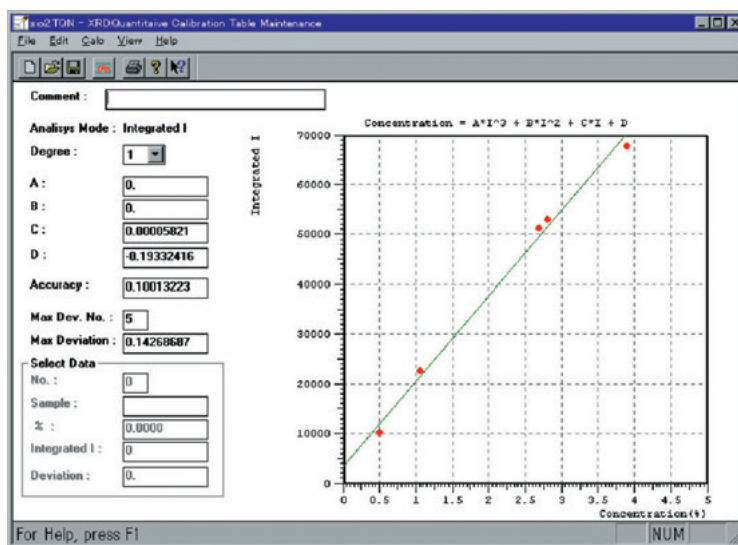 sio2.TQN - XRD:Quantitaive Calibration Table Maintenance
File Edit Calc View Help
Comment :
Analisys Mode : Integrated I
Degree : 1
A : 0.
B : 0.
C : 0.00005821
D : -0.19332416
Accuracy : 0.10013223
Max Dev. No. : 5
Max Deviation : 0.14268687
Select Data
No. : 0
Sample :
% : 0.0000
Integrated I : 0
Deviation : 0.
Concentration = A*I^3 + B*I^2 + C*I + D
Integrated I
70000
60000
50000
40000
30000
20000
10000
0
0 0.5 1 1.5 2 2.5 3 3.5 4 4.5 5
Concentration(%)
For Help, press F1
NUM